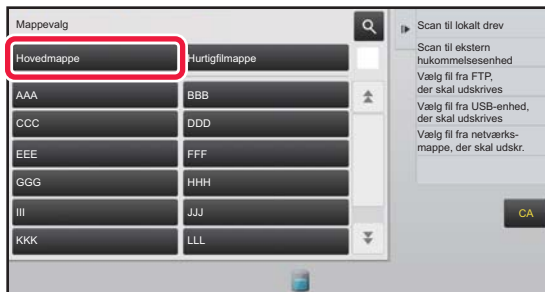 Mappevalg
Hovedmappe
Hurtigfilmappe
AAA
BBB
CCC
DDD
EEE
FFF
GGG
HHH
III
JJJ
KKK
LLL
Scan til lokalt drev
Scan til ekstern
hukommelsesenhed
Vælg fil fra FTP,
der skal udskrives
Vælg fil fra USB-enhed,
der skal udskrives
Vælg fil fra netværks-
mappe, der skal udskr.
CA